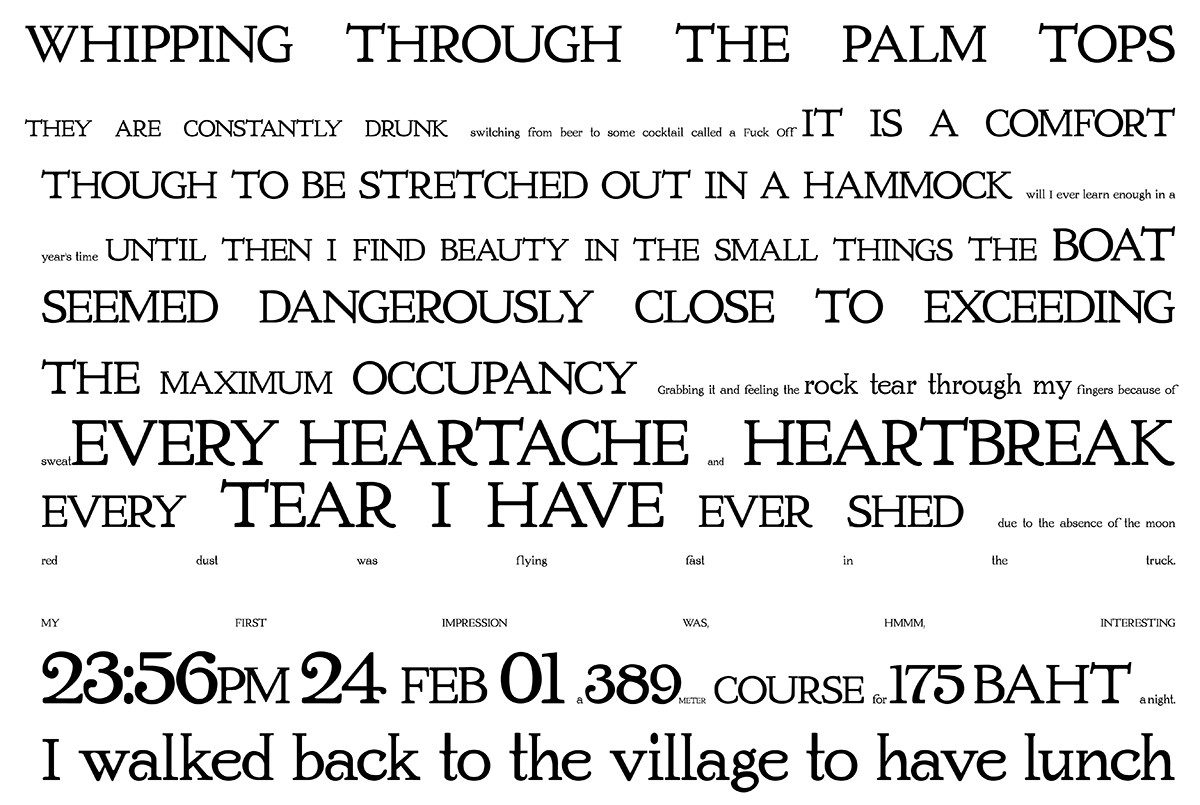 WHIPPING THROUGH THE PALM TOPS
THEY ARE CONSTANTLY DRUNK switching from beer to some cocktail called a Fuck Off IT IS A COMFORT
THOUGH TO BE STRETCHED OUT IN A HAMMOCK will I ever learn enough in a
year's time UNTIL THEN I FIND BEAUTY IN THE SMALL THINGS THE BOAT
SEEMED DANGEROUSLY CLOSE TO EXCEEDING
THE MAXIMUM OCCUPANCY Grabbing it and feeling the rock tear through my fingers because of
sweat. EVERY HEARTACHE and HEARTBREAK
EVERY TEAR I HAVE EVER SHED due to the absence of the moon
red dust was flying fast in the truck.
MY FIRST IMPRESSION WAS, HMMM, INTERESTING
23:56PM 24 FEB 01 a 389 METER COURSE for 175 BAHT a night.
I walked back to the village to have lunch